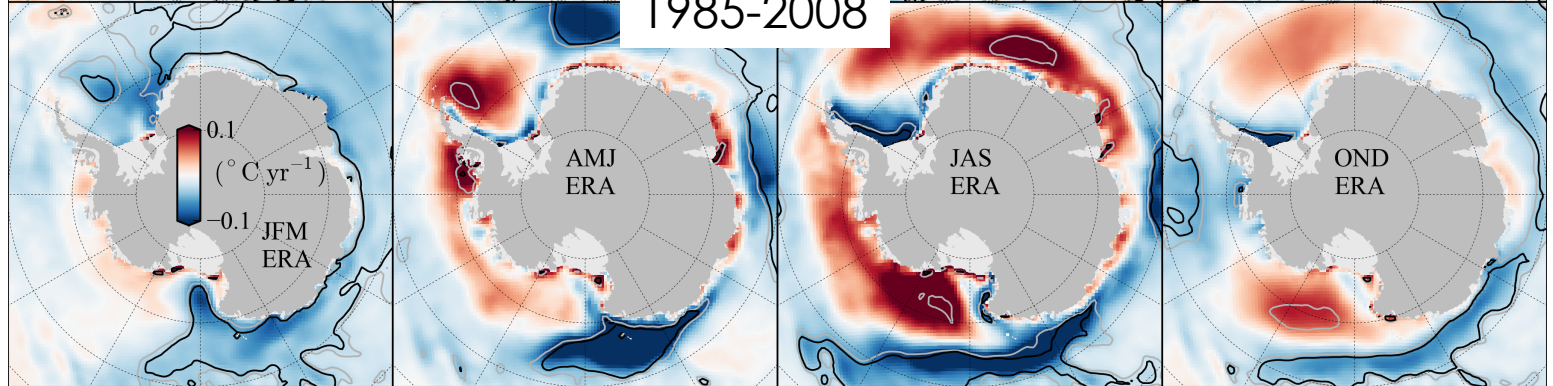 1985-2008
0.1
(°C yr⁻¹)
−0.1
JFM
ERA
AMJ
ERA
JAS
ERA
OND
ERA